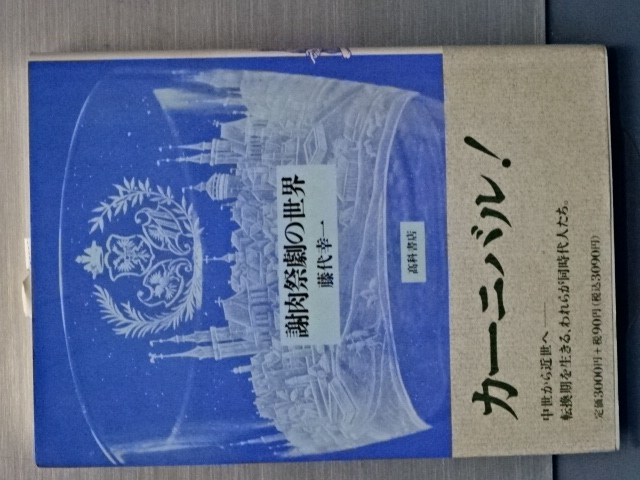 謝肉祭劇の世界
藤代幸一
高科書店
カーニバル!
中世から近世へ――
転換期を生きる、われらが同時代人たち。
定価3000円+税90円(税込3090円)